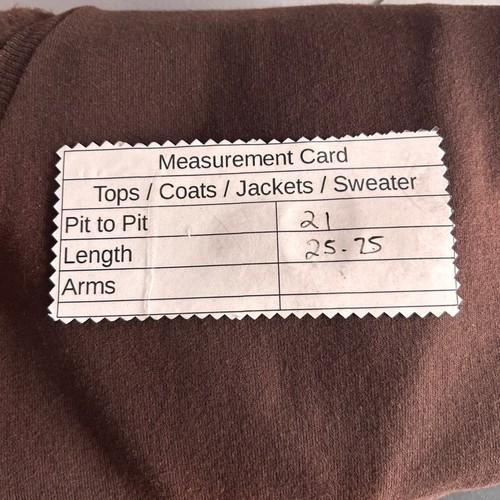 Measurement Card
Tops / Coats / Jackets / Sweater
Pit to Pit 21
Length 25.75
Arms